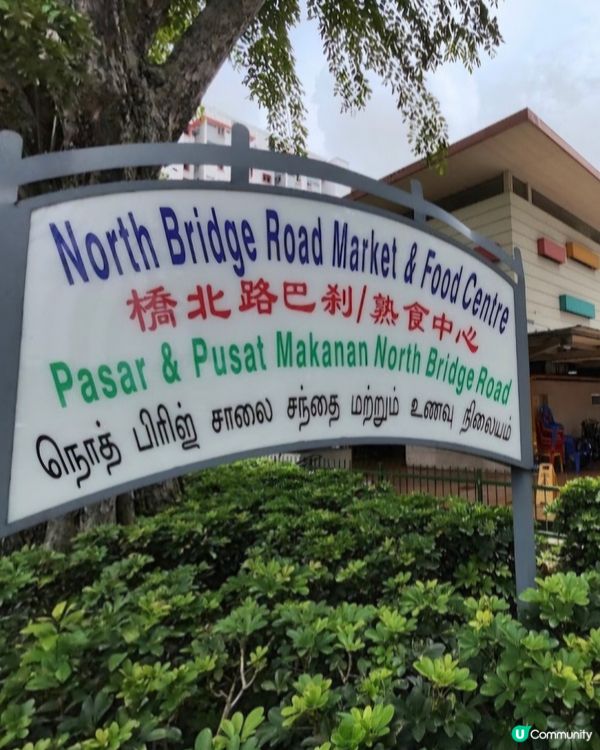 North Bridge Road Market & Food Centre
橋北路巴刹/熟食中心
Pasar & Pusat Makanan North Bridge Road
நொத் பிரிஜ் சாலை சந்தை மற்றும் உணவு நிலையம்
U Community